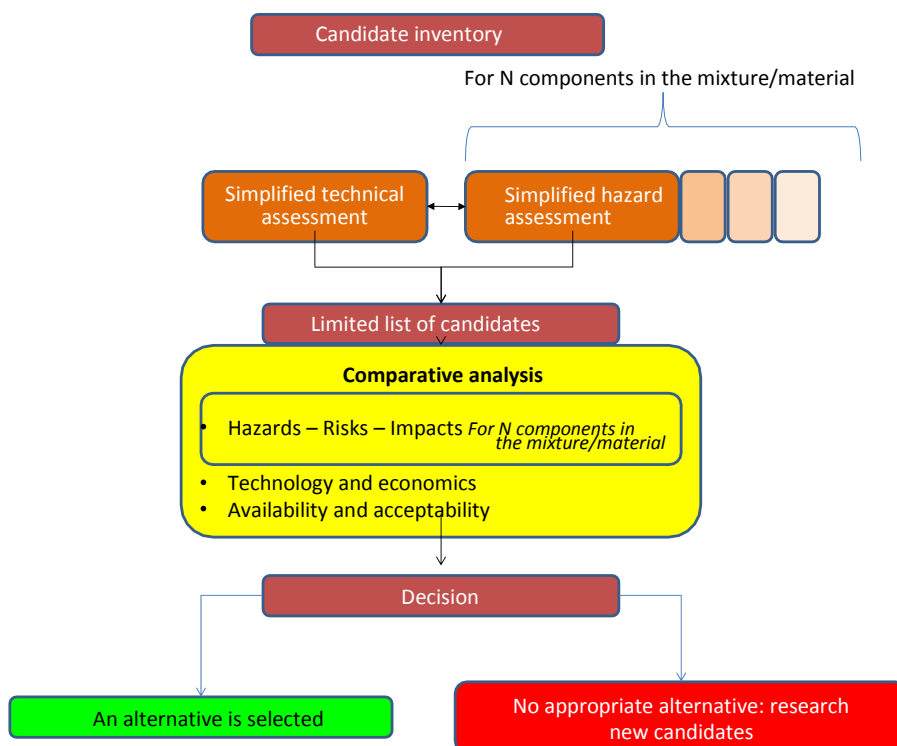 Candidate inventory
For N components in the mixture/material
Simplified technical
assessment
Simplified hazard
assessment
Limited list of candidates
Comparative analysis
• Hazards – Risks – Impacts For N components in
the mixture/material
• Technology and economics
• Availability and acceptability
Decision
An alternative is selected
No appropriate alternative: research
new candidates